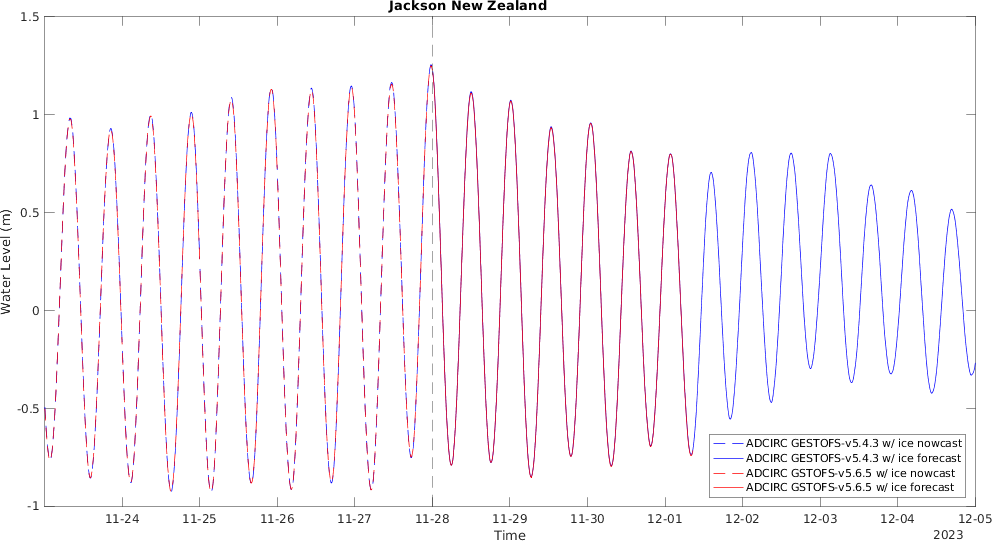 Jackson New Zealand
1.5
1
0.5
0
-0.5
-1
Water Level (m)
11-24
11-25
11-26
11-27
11-28
11-29
11-30
12-01
12-02
12-03
12-04
12-05
Time
2023
ADCIRC GESTOFS-v5.4.3 w/ ice nowcast
ADCIRC GESTOFS-v5.4.3 w/ ice forecast
ADCIRC GSTOFS-v5.6.5 w/ ice nowcast
ADCIRC GSTOFS-v5.6.5 w/ ice forecast